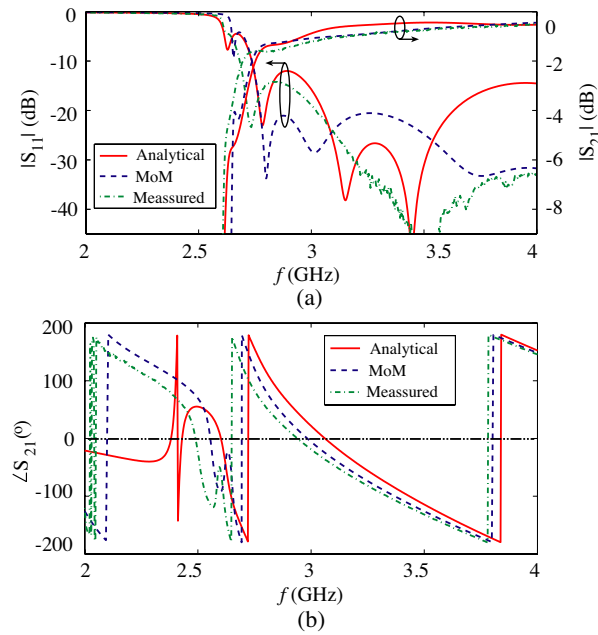 0
-10
-20
-30
-40
|S11| (dB)
0
-2
-4
-6
-8
|S21| (dB)
Analytical
MoM
Meassured
2
2.5
3
3.5
4
f (GHz)
(a)
200
100
0
-100
-200
∠S21(º)
Analytical
MoM
Meassured
2
2.5
3
3.5
4
f (GHz)
(b)